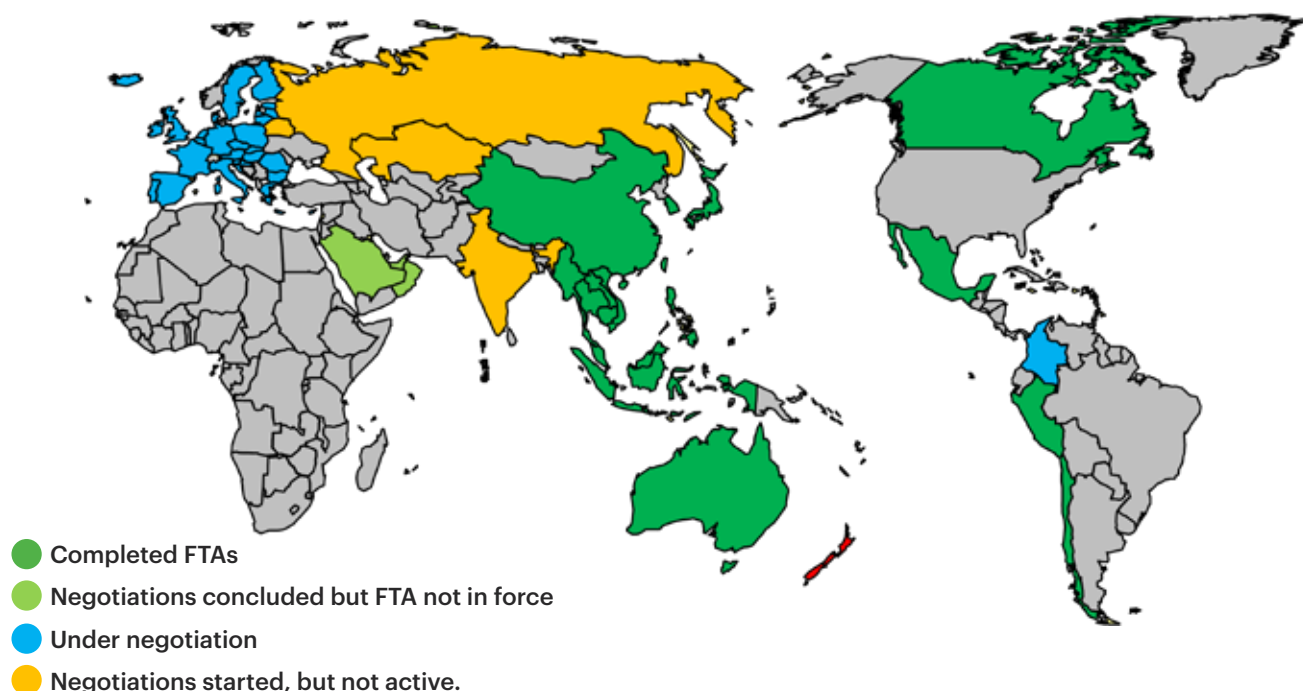 Completed FTAs
Negotiations concluded but FTA not in force
Under negotiation
Negotiations started, but not active.